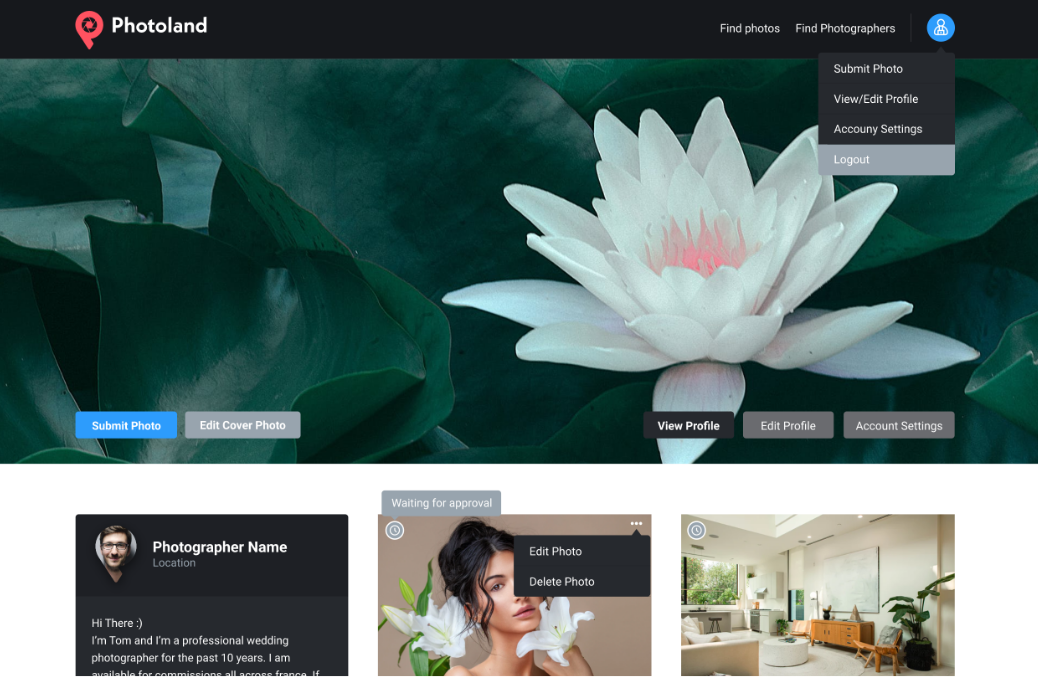 Photoland
Find photos
Find Photographers
Submit Photo
View/Edit Profile
Accouny Settings
Logout
Submit Photo
Edit Cover Photo
View Profile
Edit Profile
Account Settings
Waiting for approval
Photographer Name
Location
Edit Photo
Delete Photo
Hi There :)
I'm Tom and I'm a professional wedding
photographer for the past 10 years. I am
available for commissions all across france. If